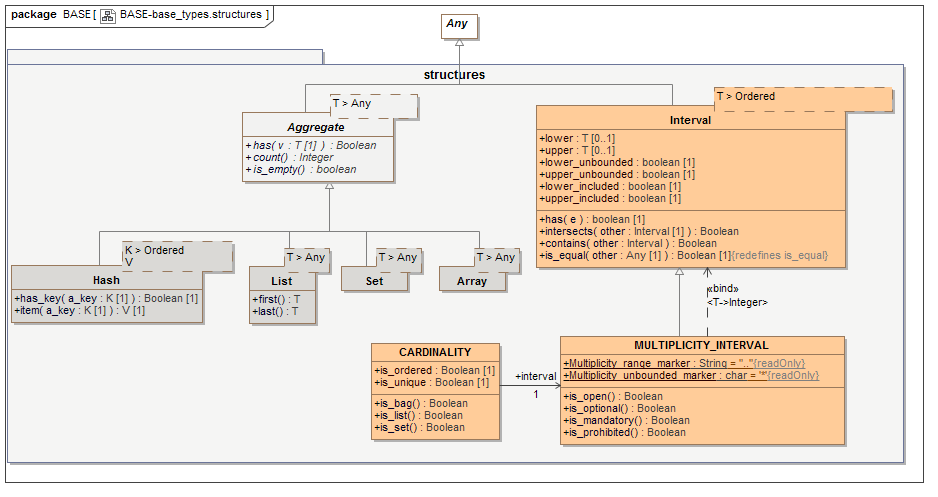 package BASE[ BASE-base_types.structures ]
Any
structures
T > Any
Aggregate
+has( v : T [1] ) : Boolean
+count() : Integer
+is_empty() : boolean
T > Ordered
Interval
+lower : T [0..1]
+upper : T [0..1]
+lower_unbounded : boolean [1]
+upper_unbounded : boolean [1]
+lower_included : boolean [1]
+upper_included : boolean [1]
+has( e ) : boolean [1]
+intersects( other : Interval [1] ) : Boolean
+contains( other : Interval ) : Boolean
+is_equal( other : Any [1] ) : Boolean [1]{redefines is_equal}
K > Ordered
V
Hash
+has_key( a_key : K [1] ) : Boolean [1]
+item( a_key : K [1] ) : V [1]
T > Any
List
+first() : T
+last() : T
T > Any
Set
T > Any
Array
«bind»
<T->Integer>
CARDINALITY
+is_ordered : Boolean [1]
+is_unique : Boolean [1]
+is_bag() : Boolean
+is_list() : Boolean
+is_set() : Boolean
+interval
1
MULTIPLICITY_INTERVAL
+Multiplicity_range_marker : String = ".."{readOnly}
+Multiplicity_unbounded_marker : char = '*'{readOnly}
+is_open() : Boolean
+is_optional() : Boolean
+is_mandatory() : Boolean
+is_prohibited() : Boolean